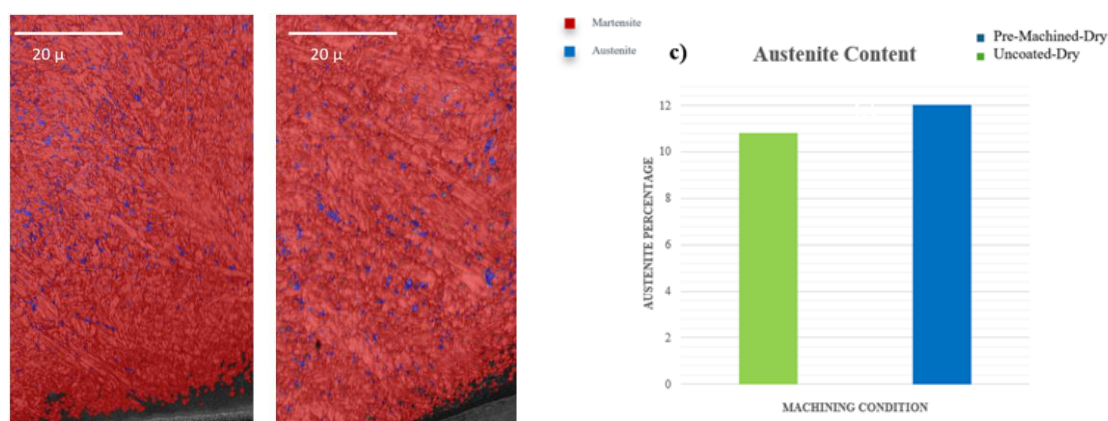 20 μ
20 μ
Martensite
Austenite
c)
Austenite Content
Pre-Machined-Dry
Uncoated-Dry
AUSTENITE PERCENTAGE
12
10
8
6
4
2
0
MACHINING CONDITION